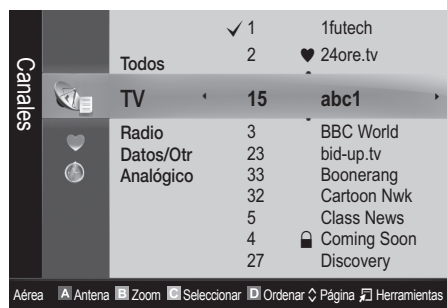 Canales
1 1futech
Todos 2 24ore.tv
TV 15 abc1
Radio 3 BBC World
Datos/Otr 23 bid-up.tv
Analógico 33 Boonerang
32 Cartoon Nwk
5 Class News
4 Coming Soon
27 Discovery
Aérea A Antena B Zoom C Seleccionar D Ordenar Página Herramientas